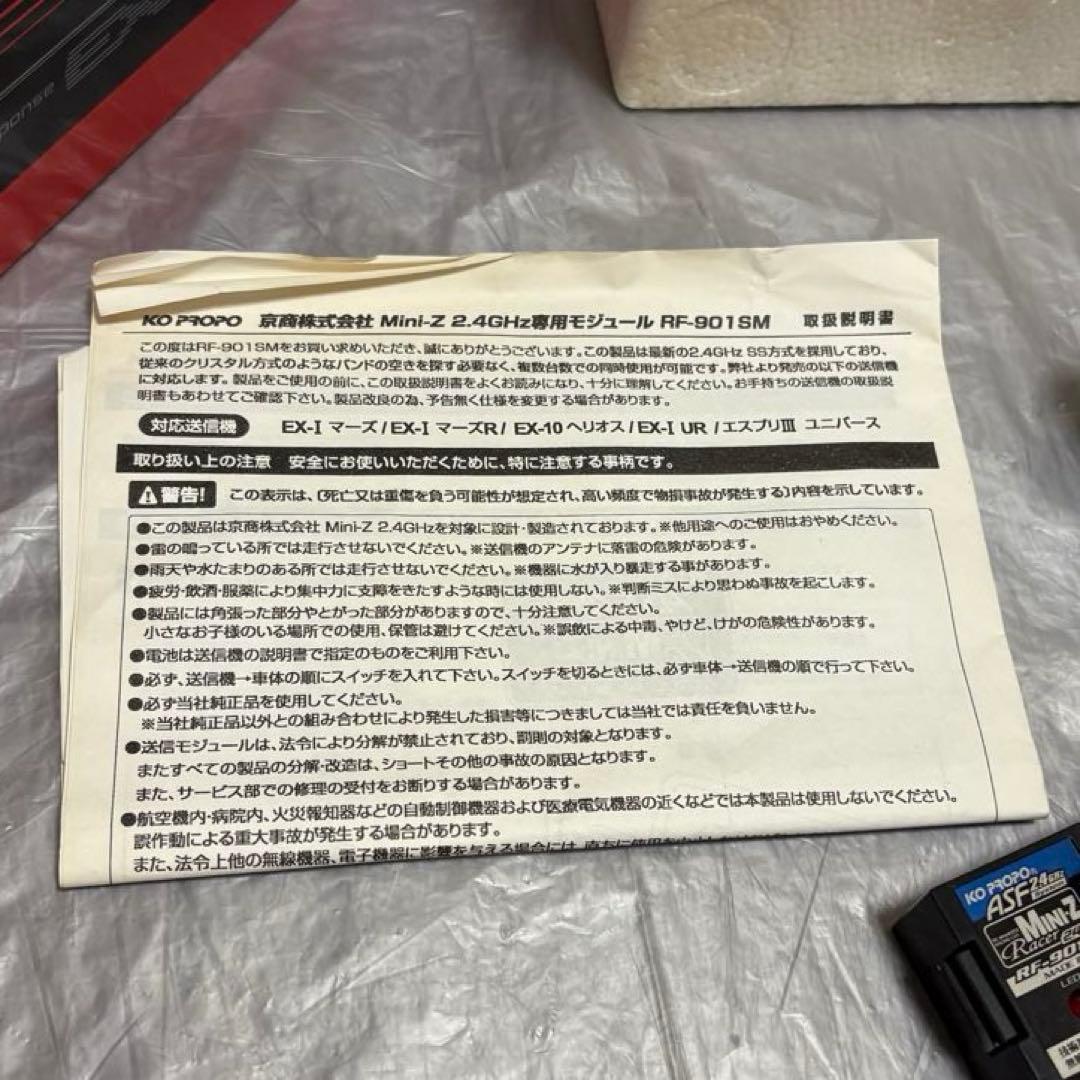 ponse EX
KO PROPO 京商株式会社 Mini-Z 2.4GHz専用モジュール RF-901SM 取扱説明書
この度はRF-901SMをお買い求めいただき、誠にありがとうございます。この製品は最新の2.4GHz SS方式を採用しており、
従来のクリスタル方式のようなバンドの空きを探す必要なく、複数台数での同時使用が可能です。弊社より発売の以下の送信機
に対応します。製品をご使用の前に、この取扱説明書をよくお読みになり、十分に理解してください。お手持ちの送信機の取扱説
明書もあわせてご確認下さい。製品改良の為、予告無く仕様を変更する場合があります。
対応送信機 EX-I マーズ/EX-I マーズR/ EX-10 ヘリオス/EX-I UR /エスプリIII ユニバース
取り扱い上の注意 安全にお使いいただくために、特に注意する事柄です。
警告! この表示は、〔死亡又は重傷を負う可能性が想定され、高い頻度で物損事故が発生する〕内容を示しています。
●この製品は京商株式会社 Mini-Z 2.4GHzを対象に設計・製造されております。※他用途へのご使用はおやめください。
●雷の鳴っている所では走行させないでください。※送信機のアンテナに落雷の危険があります。
●雨天や水たまりのある所では走行させないでください。※機器に水が入り暴走する事があります。
●疲労・飲酒・服薬により集中力に支障をきたすような時には使用しない。※判断ミスにより思わぬ事故を起こします。
●製品には角張った部分やとがった部分がありますので、十分注意してください。
小さなお子様のいる場所での使用、保管は避けてください。※誤飲による中毒、やけど、けがの危険性があります。
●電池は送信機の説明書で指定のものをご利用下さい。
●必ず、送信機→車体の順にスイッチを入れて下さい。スイッチを切るときには、必ず車体→送信機の順で行って下さい。
●必ず当社純正品を使用してください。
※当社純正品以外との組み合わせにより発生した損害等につきましては当社では責任を負いません。
●送信モジュールは、法令により分解が禁止されており、罰則の対象となります。
またすべての製品の分解・改造は、ショートその他の事故の原因となります。
また、サービス部での修理の受付をお断りする場合があります。
●航空機内・病院内、火災報知器などの自動制御機器および医療電気機器の近くなどでは本製品は使用しないでください。
誤作動による重大事故が発生する場合があります。
また、法令上他の無線機器、電子機器に影響を与える場合には、直ちに使用を
KO PROPO
ASF 2.4GHz System
MINI-Z
Racer
RF-90
MADE
LED
技術